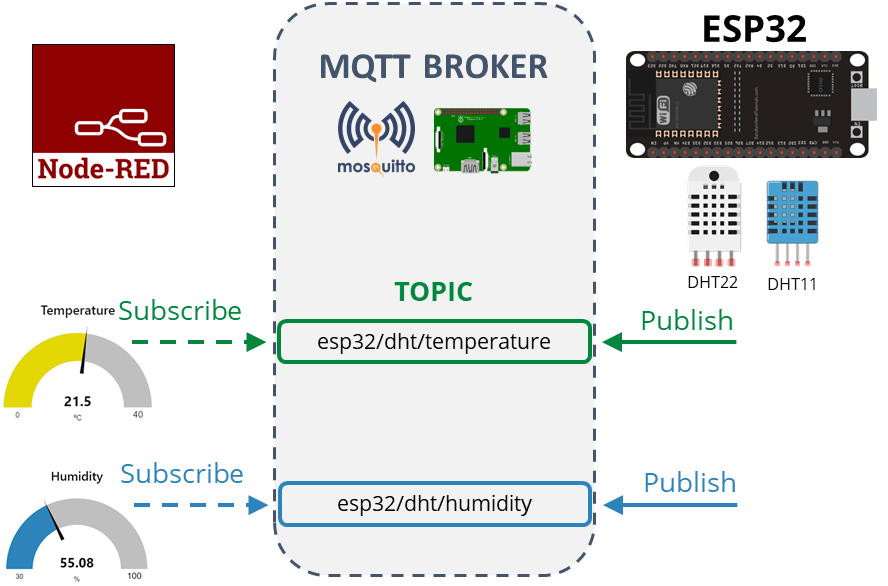 ESP32
MQTT BROKER
Node-RED
mosquitto
WiFi
DHT22
DHT11
TOPIC
Temperature
Subscribe
esp32/dht/temperature
Publish
21.5
0
ºC
40
Humidity
Subscribe
esp32/dht/humidity
Publish
55.08
30
%
100